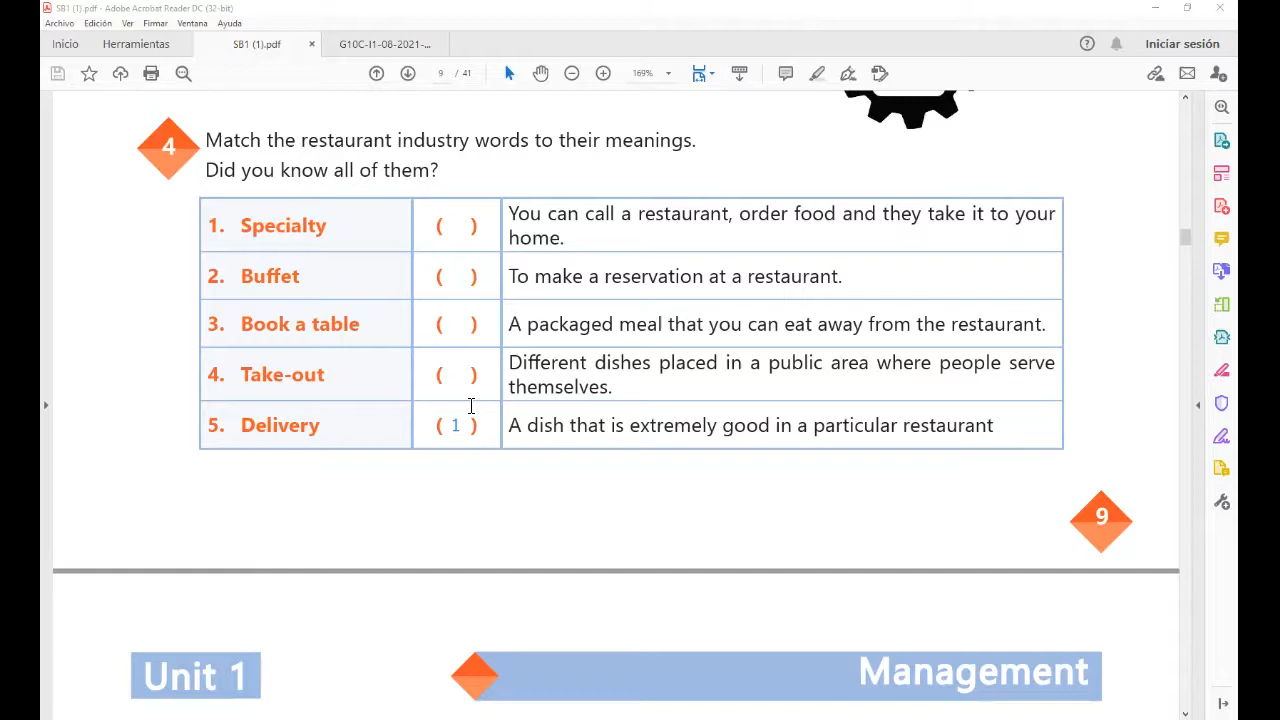 SB1 (1).pdf - Adobe Acrobat Reader DC (32-bit)
Archivo Edición Ver Firmar Ventana Ayuda
Inicio Herramientas SB1 (1).pdf × G10C-I1-08-2021-... Iniciar sesión
9 / 41 169%
4 Match the restaurant industry words to their meanings.
Did you know all of them?
1. Specialty ( ) You can call a restaurant, order food and they take it to your
home.
2. Buffet ( ) To make a reservation at a restaurant.
3. Book a table ( ) A packaged meal that you can eat away from the restaurant.
4. Take-out ( ) Different dishes placed in a public area where people serve
themselves.
5. Delivery ( 1 ) A dish that is extremely good in a particular restaurant
9
Unit 1 Management